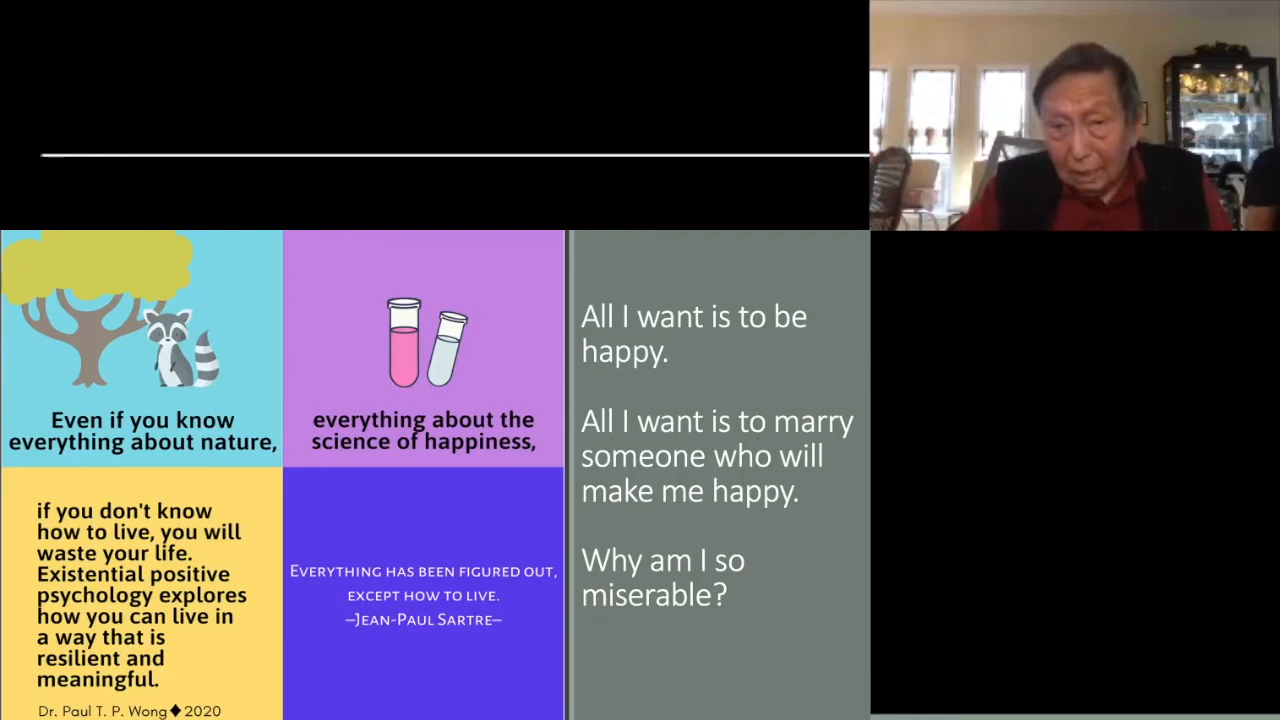 Even if you know
everything about nature,
everything about the
science of happiness,
if you don't know
how to live, you will
waste your life.
Existential positive
psychology explores
how you can live in
a way that is
resilient and
meaningful.
Dr. Paul T. P. Wong♦2020
EVERYTHING HAS BEEN FIGURED OUT,
EXCEPT HOW TO LIVE.
—JEAN-PAUL SARTRE—
All I want is to be
happy.
All I want is to marry
someone who will
make me happy.
Why am I so
miserable?